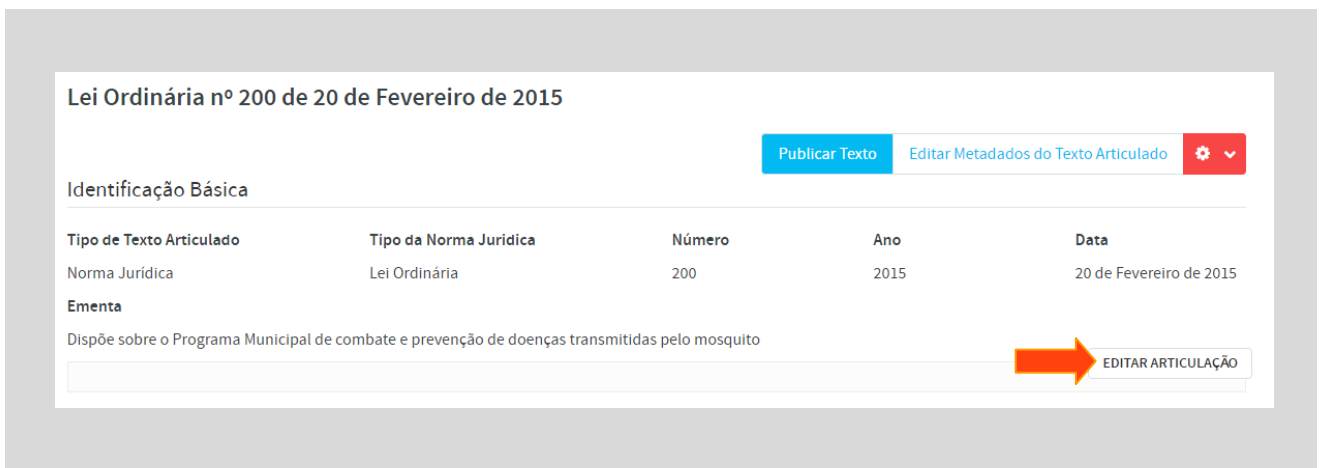 Lei Ordinária nº 200 de 20 de Fevereiro de 2015
Publicar Texto Editar Metadados do Texto Articulado
Identificação Básica
Tipo de Texto Articulado Tipo da Norma Juridica Número Ano Data
Norma Jurídica Lei Ordinária 200 2015 20 de Fevereiro de 2015
Ementa
Dispõe sobre o Programa Municipal de combate e prevenção de doenças transmitidas pelo mosquito
EDITAR ARTICULAÇÃO